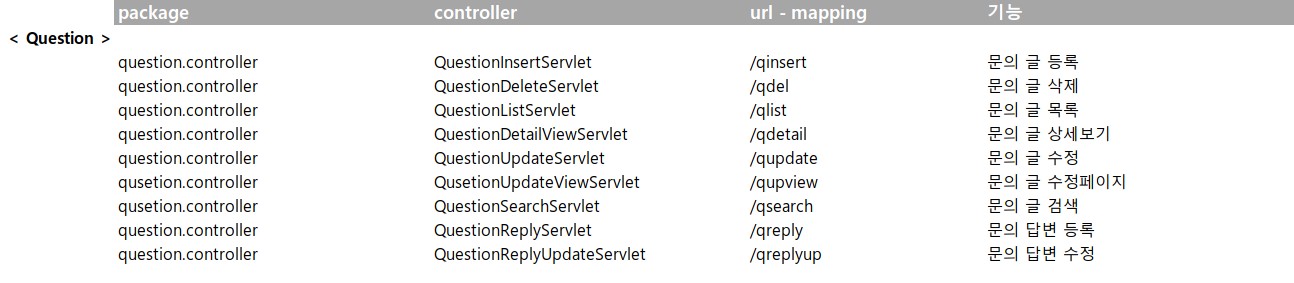 package controller url - mapping 기능
< Question >
question.controller QuestionInsertServlet /qinsert 문의 글 등록
question.controller QuestionDeleteServlet /qdel 문의 글 삭제
question.controller QuestionListServlet /qlist 문의 글 목록
question.controller QuestionDetailViewServlet /qdetail 문의 글 상세보기
question.controller QuestionUpdateServlet /qupdate 문의 글 수정
question.controller QusetionUpdateViewServlet /qupview 문의 글 수정페이지
qusetion.controller QuestionSearchServlet /qsearch 문의 글 검색
question.controller QuestionReplyServlet /qreply 문의 답변 등록
question.controller QuestionReplyUpdateServlet /qreplyup 문의 답변 수정